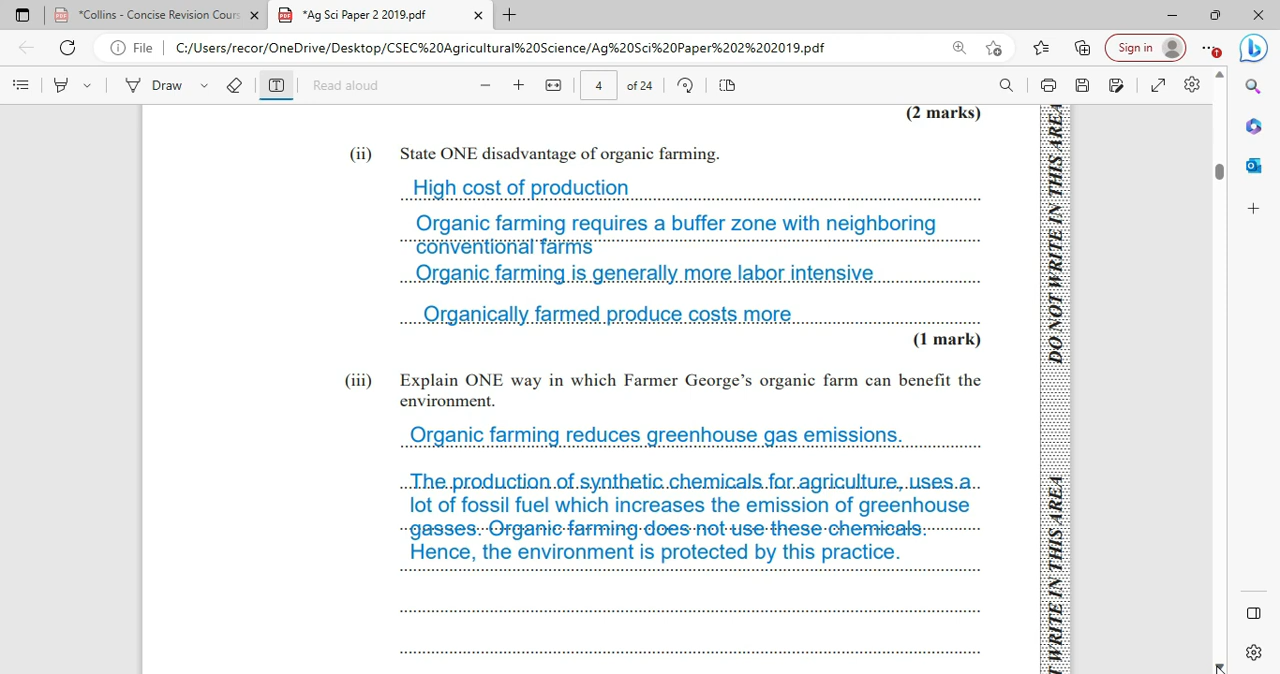 *Collins - Concise Revision Cours
*Ag Sci Paper 2 2019.pdf
File
C:/Users/recor/OneDrive/Desktop/CSEC%20Agricultural%20Science/Ag%20Sci%20Paper%202%202019.pdf
Sign in
Draw
Read aloud
4 of 24
(2 marks)
(ii) State ONE disadvantage of organic farming.
High cost of production
Organic farming requires a buffer zone with neighboring
conventional farms
Organic farming is generally more labor intensive
Organically farmed produce costs more
(1 mark)
(iii) Explain ONE way in which Farmer George's organic farm can benefit the
environment.
Organic farming reduces greenhouse gas emissions.
The production of synthetic chemicals for agriculture, uses a
lot of fossil fuel which increases the emission of greenhouse
gasses. Organic farming does not use these chemicals.
Hence, the environment is protected by this practice.
DO NOT WRITE IN THIS AREA
T WRITE IN THIS AREA